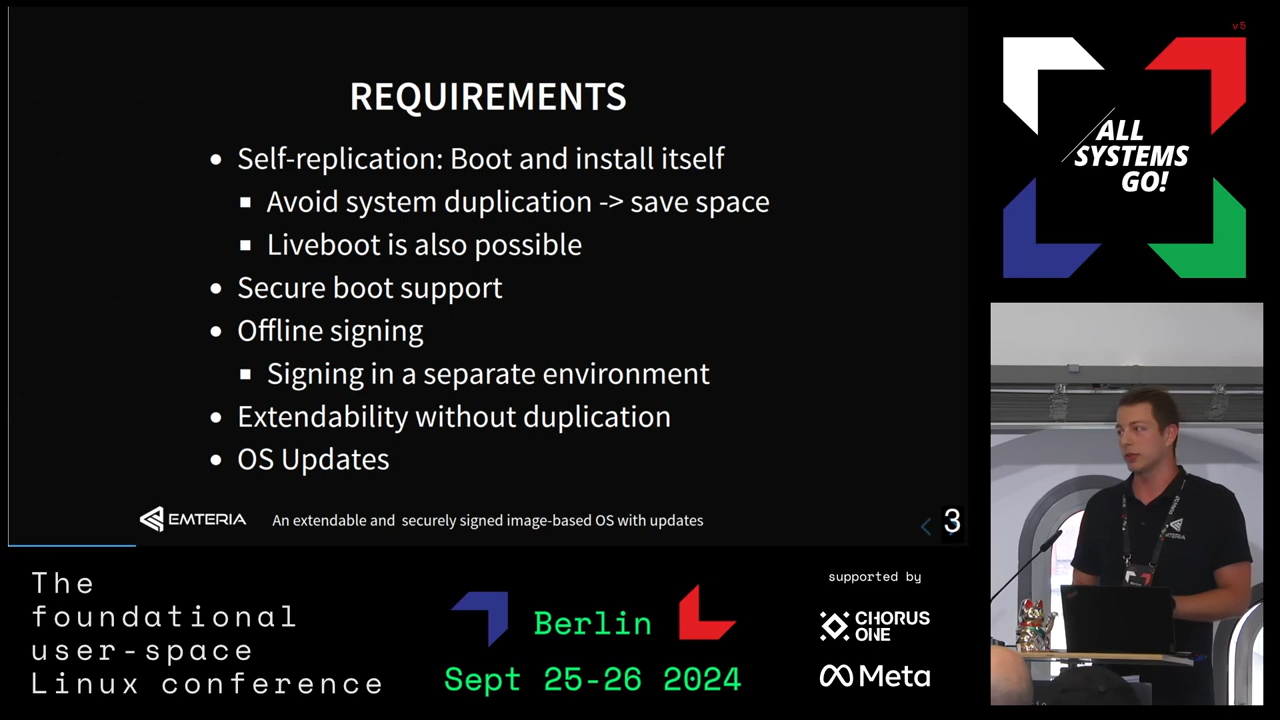 REQUIREMENTS
Self-replication: Boot and install itself
Avoid system duplication -> save space
Liveboot is also possible
Secure boot support
Offline signing
Signing in a separate environment
Extendability without duplication
OS Updates
EMTERIA
An extendable and securely signed image-based OS with updates
3
v5
ALL
SYSTEMS
GO!
The
foundational
user-space
Linux conference
Berlin
Sept 25-26 2024
supported by
CHORUS
ONE
Meta